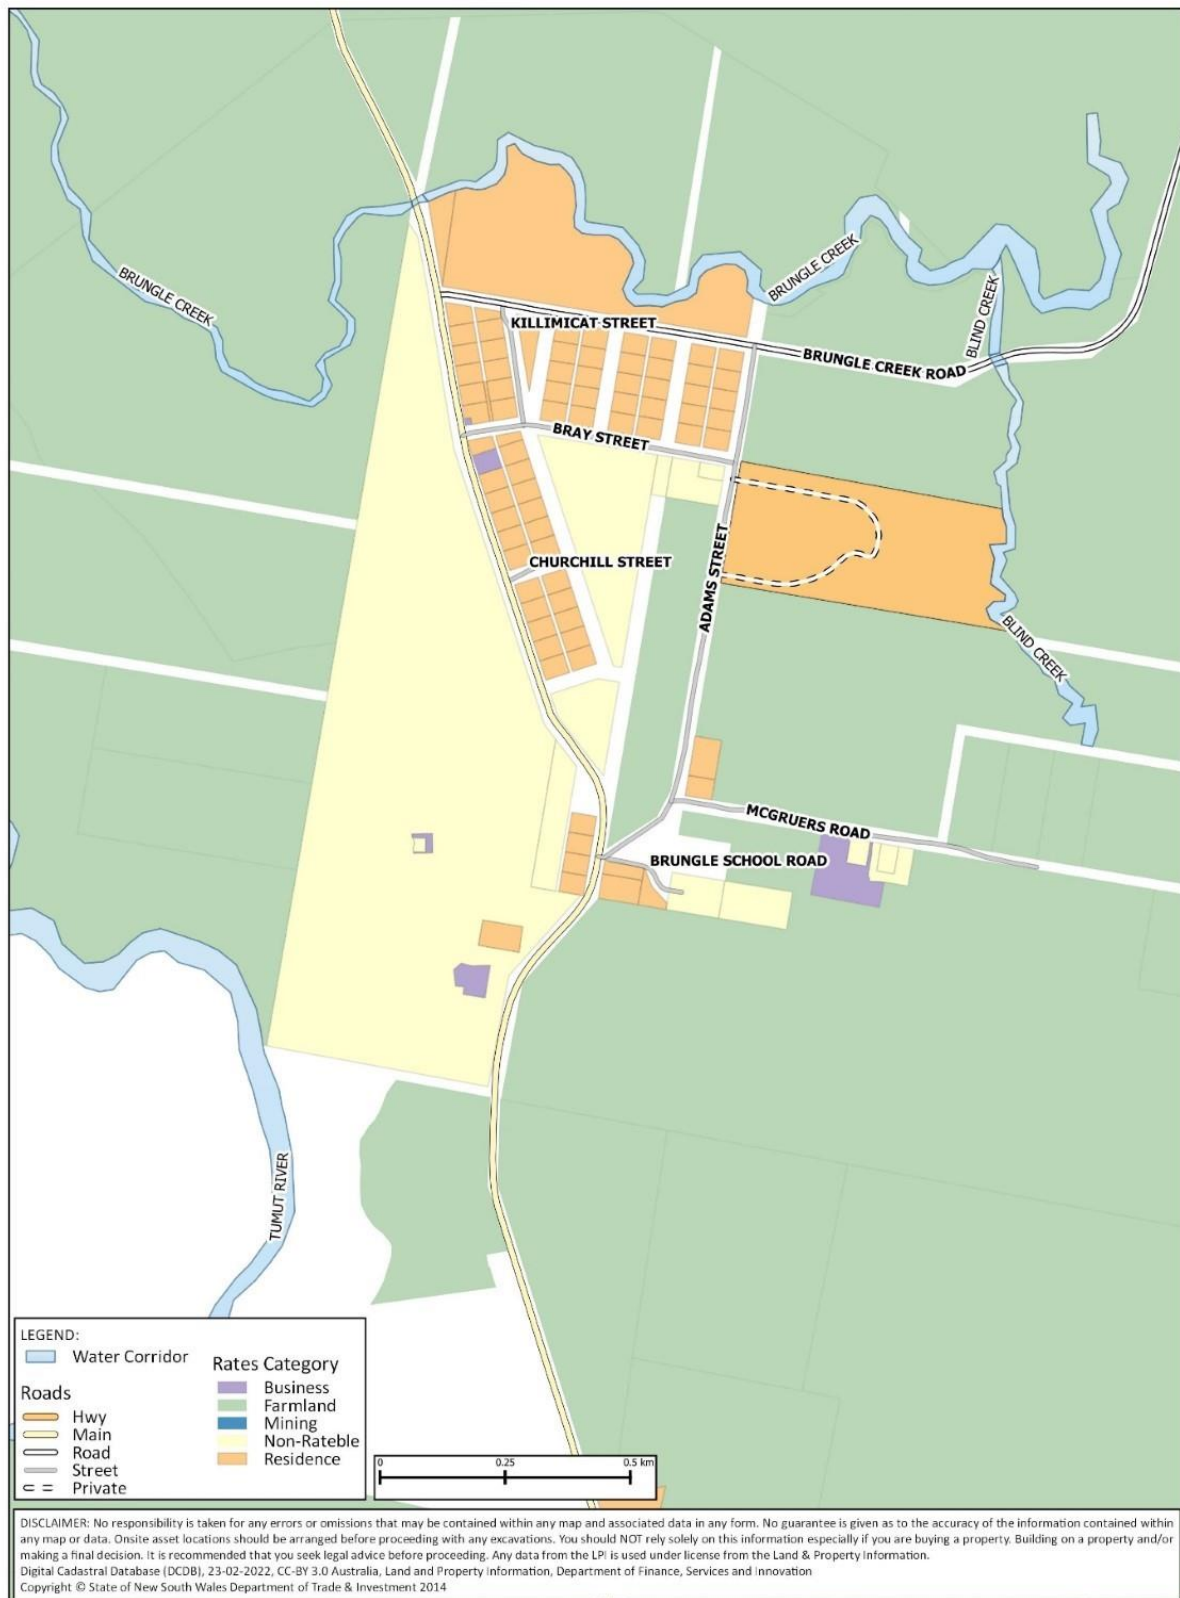 BRUNGLE CREEK
BRUNGLE CREEK
BLIND CREEK
KILLIMICAT STREET
BRUNGLE CREEK ROAD
BRAY STREET
CHURCHILL STREET
ADAMS STREET
BLIND CREEK
MCGRUERS ROAD
BRUNGLE SCHOOL ROAD
TUMUT RIVER
LEGEND:
Water Corridor
Roads
Hwy
Main
Road
Street
Private
Rates Category
Business
Farmland
Mining
Non-Rateble
Residence
0 0.25 0.5 km
DISCLAIMER: No responsibility is taken for any errors or omissions that may be contained within any map and associated data in any form. No guarantee is given as to the accuracy of the information contained within
any map or data. Onsite asset locations should be arranged before proceeding with any excavations. You should NOT rely solely on this information especially if you are buying a property. Building on a property and/or
making a final decision. It is recommended that you seek legal advice before proceeding. Any data from the LPI is used under license from the Land & Property Information.
Digital Cadastral Database (DCDB), 23-02-2022, CC-BY 3.0 Australia, Land and Property Information, Department of Finance, Services and Innovation
Copyright © State of New South Wales Department of Trade & Investment 2014